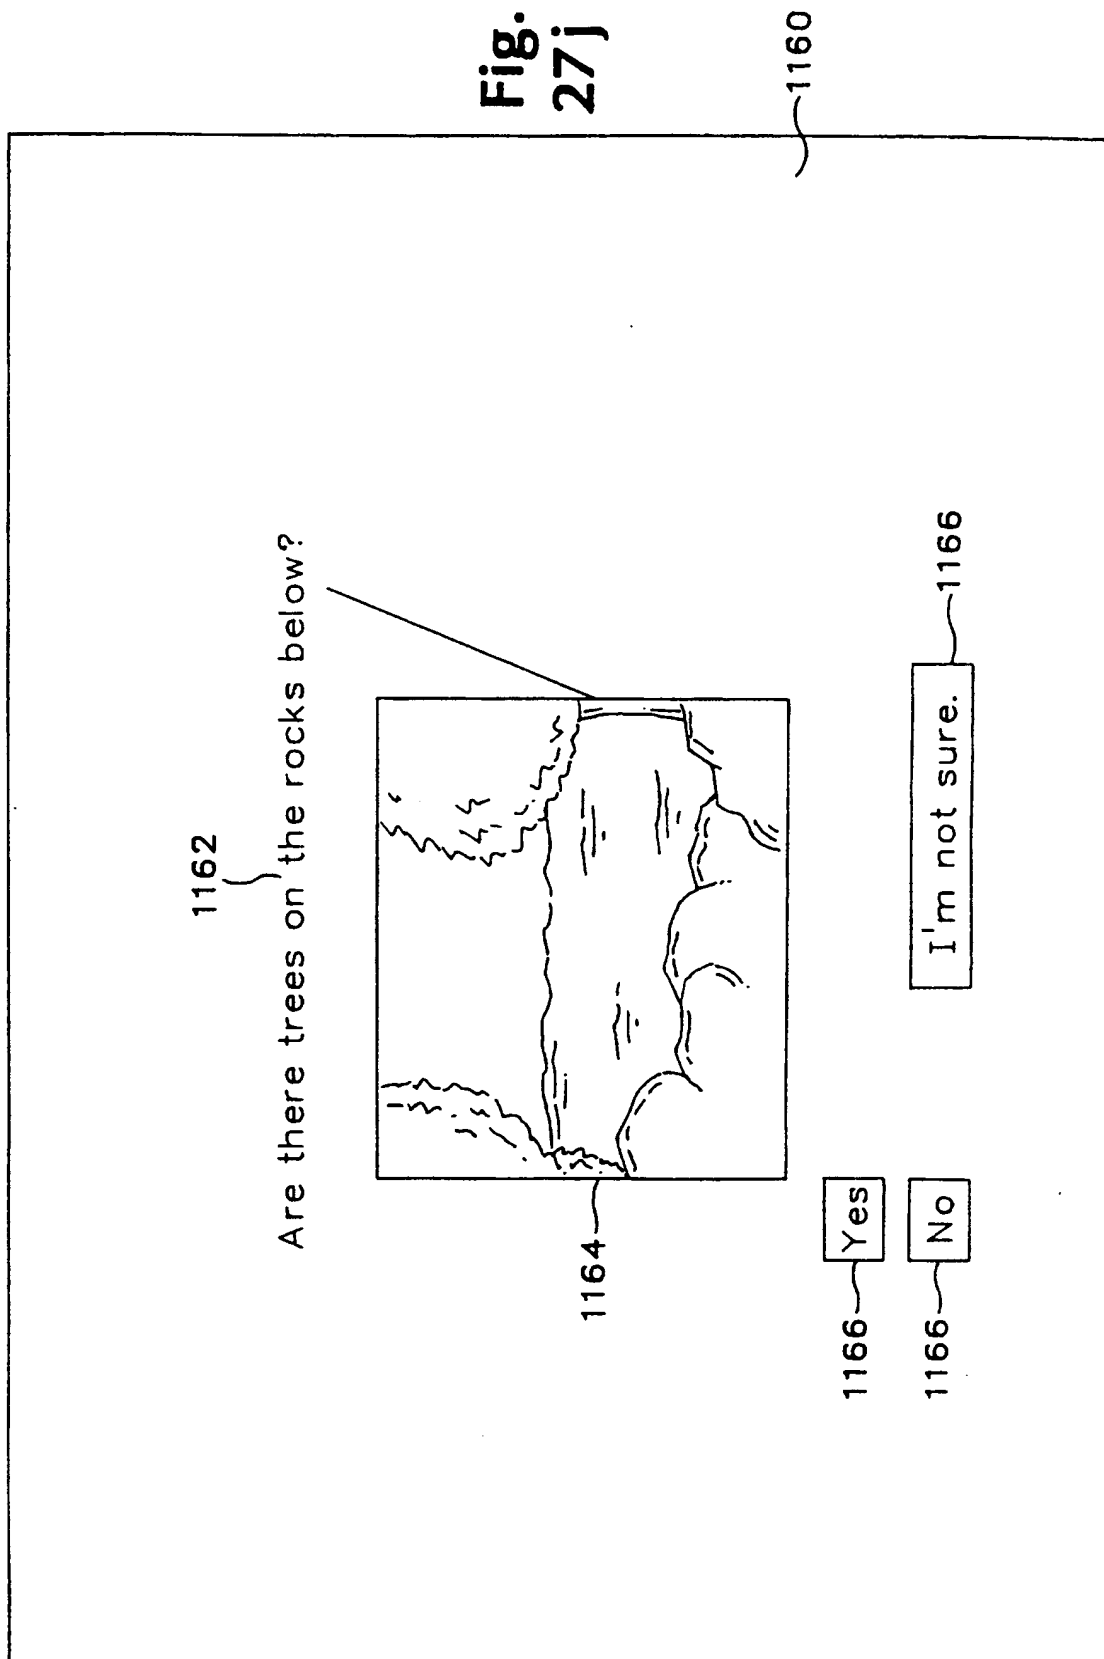 Fig.
27j
1160
1162
Are there trees on the rocks below?
1164
1166
Yes
1166
No
I'm not sure.
1166